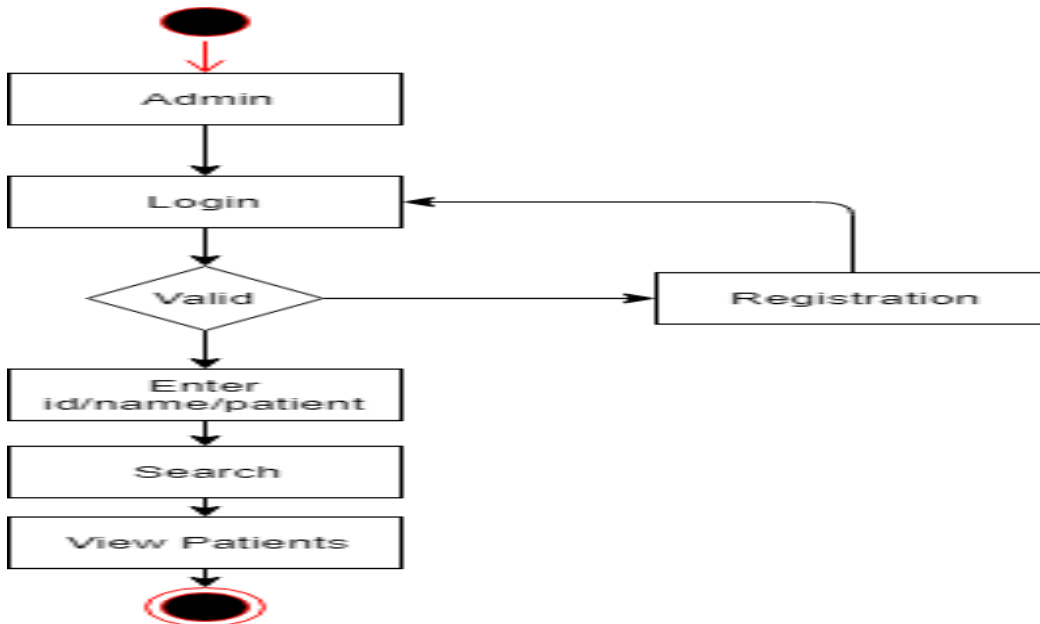 Admin
Login
Valid
Registration
Enter
id/name/patient
Search
View Patients